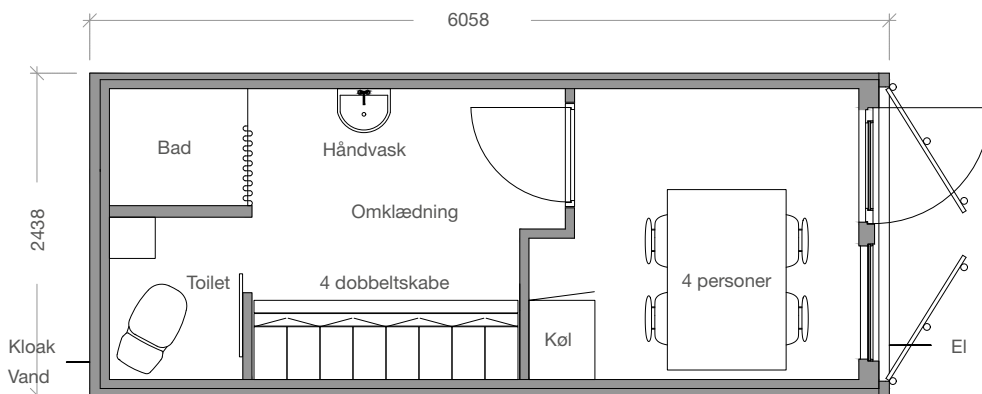 6058
Bad
Håndvask
Omklædning
2438
Toilet
4 dobbeltskabe
4 personer
Køl
Kloak
Vand
El